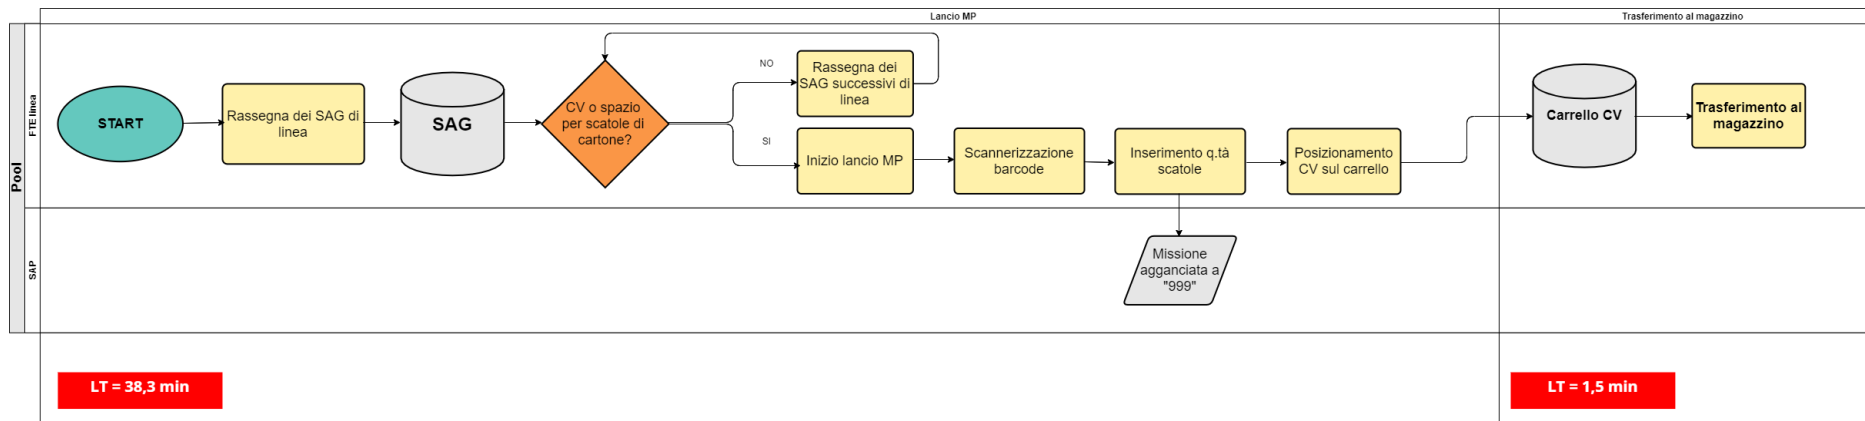 Lancio MP
Trasferimento al magazzino
Pool
FTE linea
START
Rassegna dei SAG di
linea
SAG
CV o spazio
per scatole di
cartone?
NO
Rassegna dei
SAG successivi di
linea
SI
Inizio lancio MP
Scannerizzazione
barcode
Inserimento q.tà
scatole
Posizionamento
CV sul carrello
Carrello CV
Trasferimento al
magazzino
SAP
Missione
agganciata a
"999"
LT = 38,3 min
LT = 1,5 min